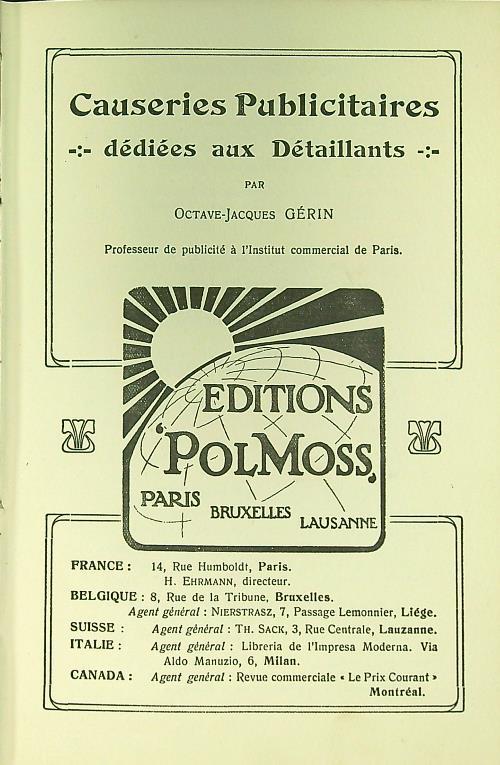 Causeries Publicitaires
-:- dédiées aux Détaillants -:-
PAR
OCTAVE-JACQUES GÉRIN
Professeur de publicité à l'Institut commercial de Paris.
EDITIONS
'POLMOSS,
PARIS
BRUXELLES
LAUSANNE
FRANCE : 14, Rue Humboldt, Paris.
H. EHRMANN, directeur.
BELGIQUE : 8, Rue de la Tribune, Bruxelles.
Agent général : NIERSTRASZ, 7, Passage Lemonnier, Liége.
SUISSE : Agent général : TH. SACK, 3, Rue Centrale, Lauzanne.
ITALIE : Agent général : Libreria de l'Impresa Moderna. Via
Aldo Manuzio, 6, Milan.
CANADA : Agent general : Revue commerciale « Le Prix Courant »
Montréal.